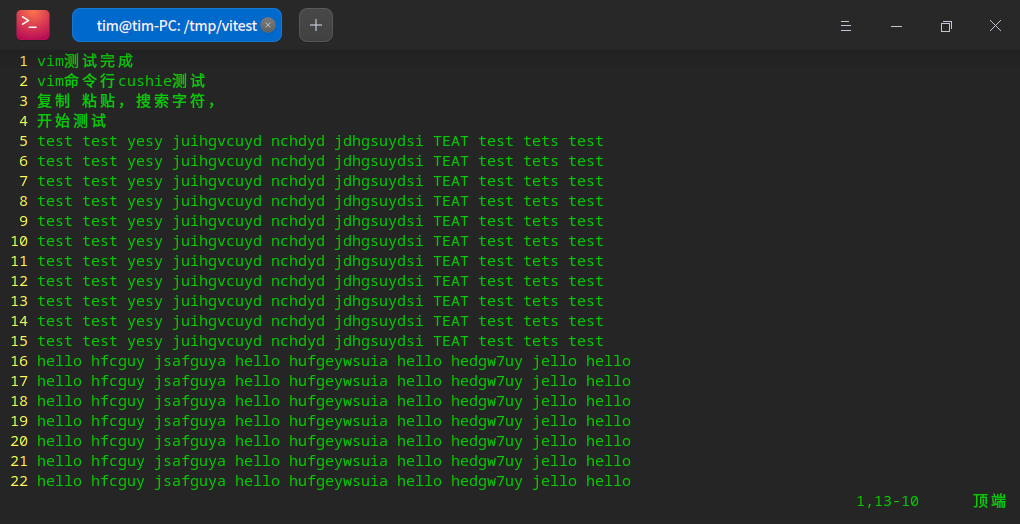 >_
tim@tim-PC: /tmp/vitest
1 vim测试完成
2 vim命令行cushie测试
3 复制 粘贴，搜索字符，
4 开始测试
5 test test yesy juihgvcuyd nchdyd jdhgsuydsi TEAT test tets test
6 test test yesy juihgvcuyd nchdyd jdhgsuydsi TEAT test tets test
7 test test yesy juihgvcuyd nchdyd jdhgsuydsi TEAT test tets test
8 test test yesy juihgvcuyd nchdyd jdhgsuydsi TEAT test tets test
9 test test yesy juihgvcuyd nchdyd jdhgsuydsi TEAT test tets test
10 test test yesy juihgvcuyd nchdyd jdhgsuydsi TEAT test tets test
11 test test yesy juihgvcuyd nchdyd jdhgsuydsi TEAT test tets test
12 test test yesy juihgvcuyd nchdyd jdhgsuydsi TEAT test tets test
13 test test yesy juihgvcuyd nchdyd jdhgsuydsi TEAT test tets test
14 test test yesy juihgvcuyd nchdyd jdhgsuydsi TEAT test tets test
15 test test yesy juihgvcuyd nchdyd jdhgsuydsi TEAT test tets test
16 hello hfcguy jsafguya hello hufgeywsuia hello hedgw7uy jello hello
17 hello hfcguy jsafguya hello hufgeywsuia hello hedgw7uy jello hello
18 hello hfcguy jsafguya hello hufgeywsuia hello hedgw7uy jello hello
19 hello hfcguy jsafguya hello hufgeywsuia hello hedgw7uy jello hello
20 hello hfcguy jsafguya hello hufgeywsuia hello hedgw7uy jello hello
21 hello hfcguy jsafguya hello hufgeywsuia hello hedgw7uy jello hello
22 hello hfcguy jsafguya hello hufgeywsuia hello hedgw7uy jello hello
1,13-10 顶端